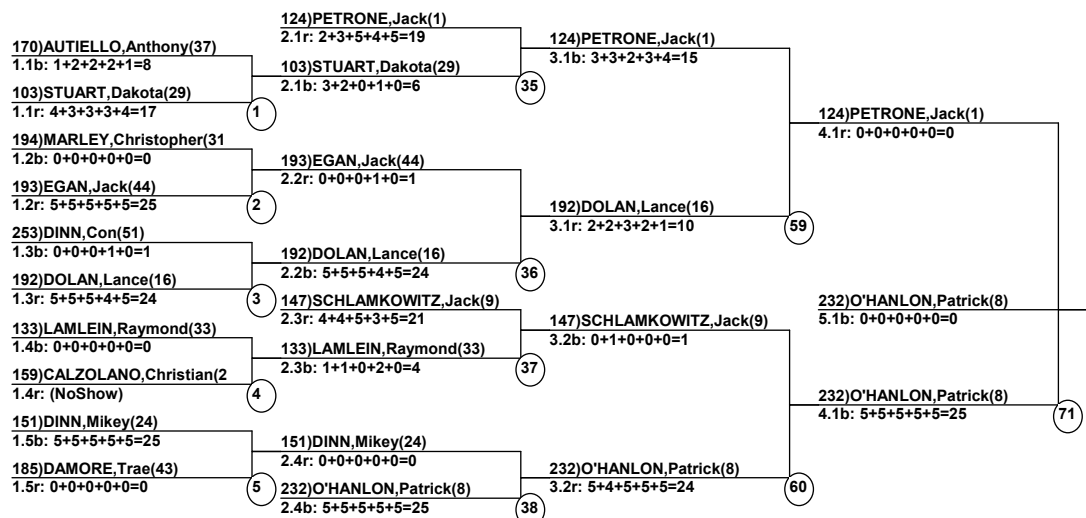 170)AUTIELLO,Anthony(37)
1.1b: 1+2+2+2+1=8
103)STUART,Dakota(29)
1.1r: 4+3+3+3+4=17
1
194)MARLEY,Christopher(31
1.2b: 0+0+0+0+0=0
193)EGAN,Jack(44)
1.2r: 5+5+5+5+5=25
2
253)DINN,Con(51)
1.3b: 0+0+0+1+0=1
192)DOLAN,Lance(16)
1.3r: 5+5+5+4+5=24
3
133)LAMLEIN,Raymond(33)
1.4b: 0+0+0+0+0=0
159)CALZOLANO,Christian(2
1.4r: (NoShow)
4
151)DINN,Mikey(24)
1.5b: 5+5+5+5+5=25
185)DAMORE,Trae(43)
1.5r: 0+0+0+0+0=0
5
124)PETRONE,Jack(1)
2.1r: 2+3+5+4+5=19
103)STUART,Dakota(29)
2.1b: 3+2+0+1+0=6
35
193)EGAN,Jack(44)
2.2r: 0+0+0+1+0=1
192)DOLAN,Lance(16)
2.2b: 5+5+5+4+5=24
36
147)SCHLAMKOWITZ,Jack(9)
2.3r: 4+4+5+3+5=21
133)LAMLEIN,Raymond(33)
2.3b: 1+1+0+2+0=4
37
151)DINN,Mikey(24)
2.4r: 0+0+0+0+0=0
232)O'HANLON,Patrick(8)
2.4b: 5+5+5+5+5=25
38
124)PETRONE,Jack(1)
3.1b: 3+3+2+3+4=15
192)DOLAN,Lance(16)
3.1r: 2+2+3+2+1=10
59
147)SCHLAMKOWITZ,Jack(9)
3.2b: 0+1+0+0+0=1
232)O'HANLON,Patrick(8)
3.2r: 5+4+5+5+5=24
60
124)PETRONE,Jack(1)
4.1r: 0+0+0+0+0=0
232)O'HANLON,Patrick(8)
4.1b: 5+5+5+5+5=25
71
232)O'HANLON,Patrick(8)
5.1b: 0+0+0+0+0=0